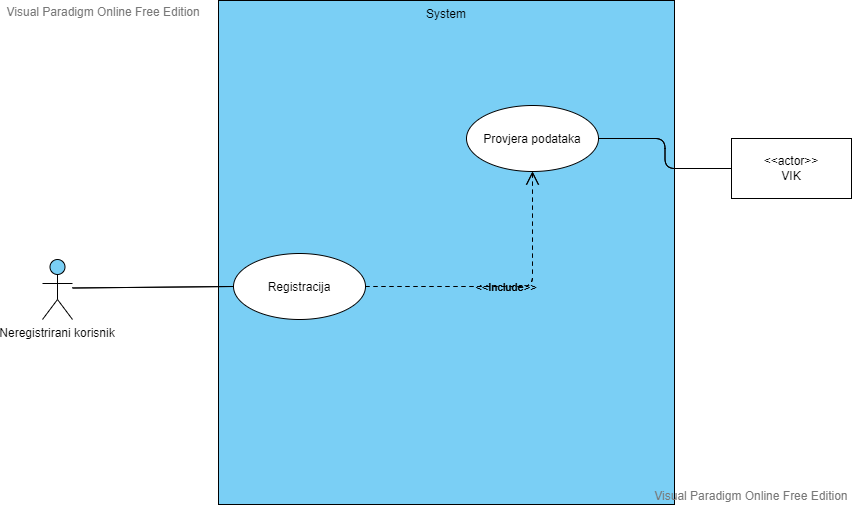 Visual Paradigm Online Free Edition
System
Provjera podataka
<<actor>>
VIK
Registracija
<<Include>>
Neregistrirani korisnik
Visual Paradigm Online Free Edition